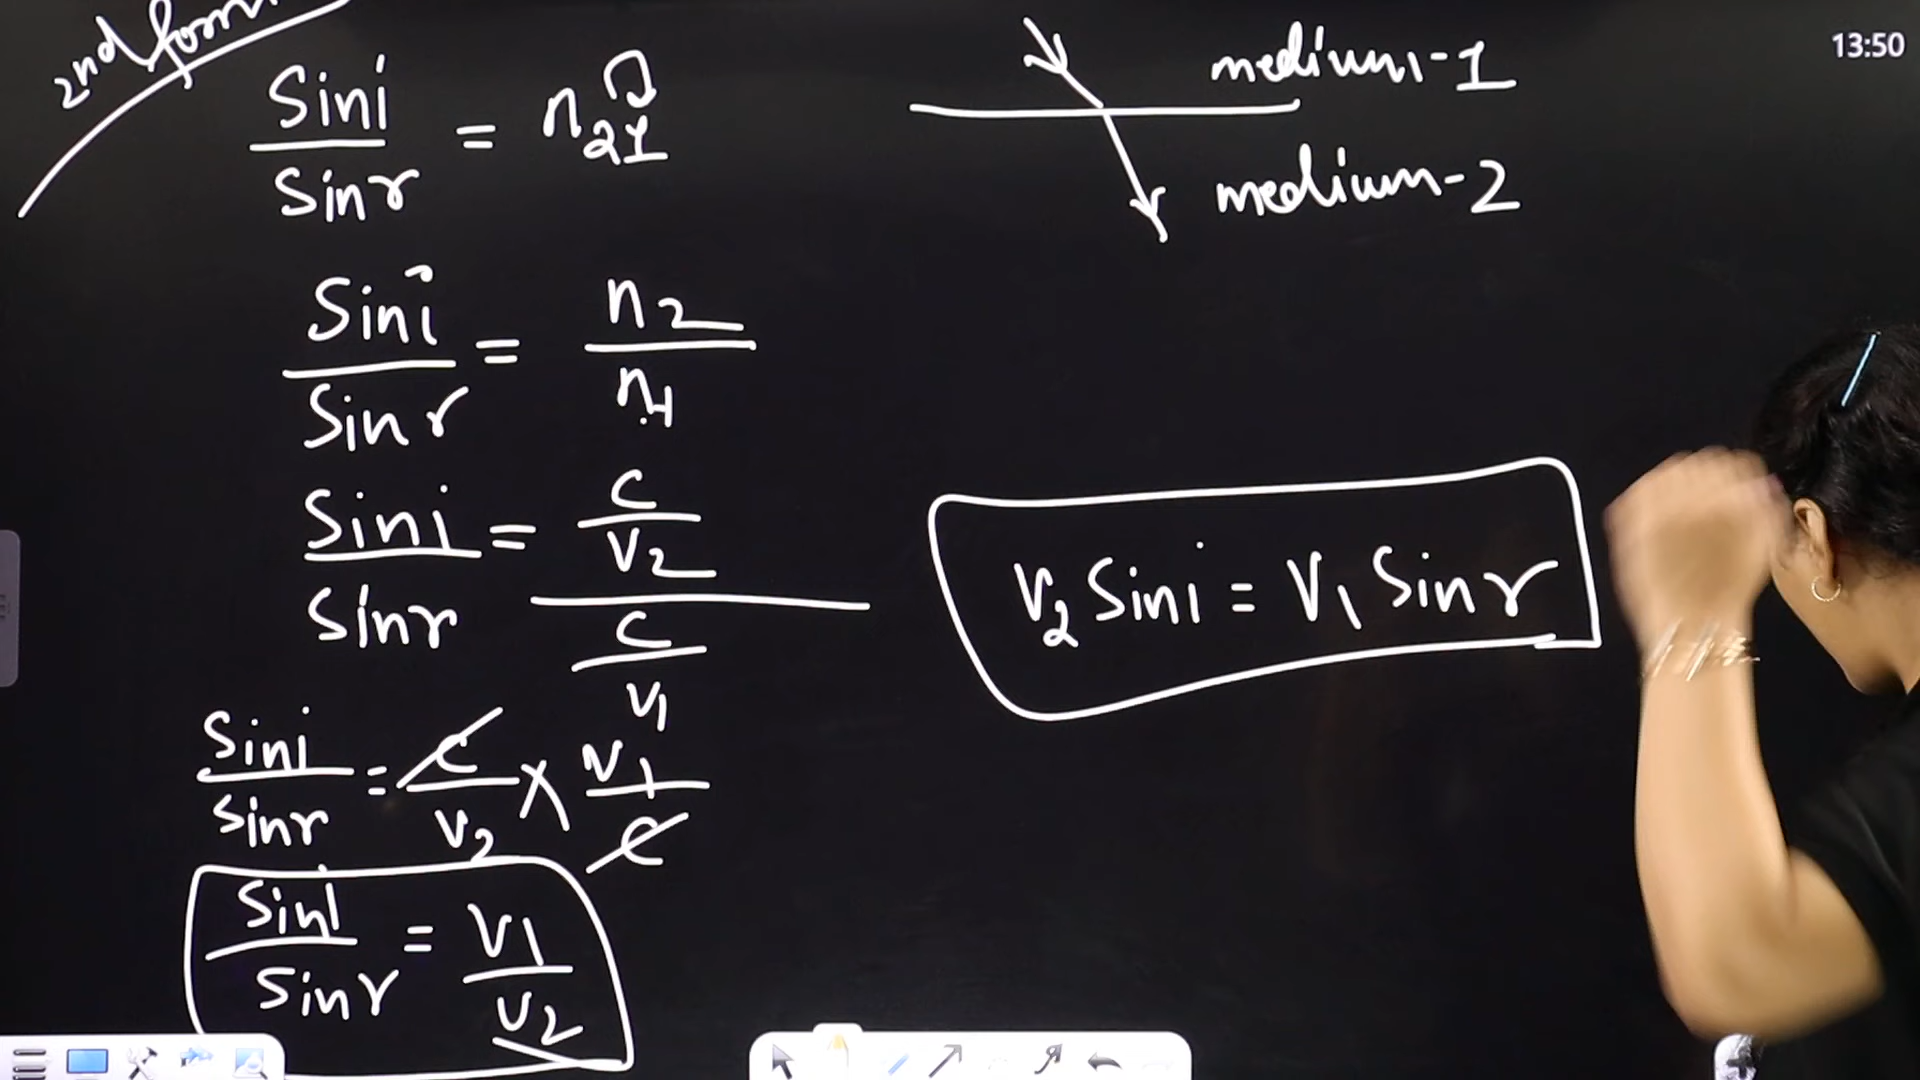 2nd form
Sin i / Sin r = n21
medium-1
medium-2
13:50
Sin i / Sin r = n2 / n1
Sin i / Sin r = (c / v2) / (c / v1)
v2 Sin i = v1 Sin r
Sin i / Sin r = c / v2 × v1 / c
Sin i / Sin r = v1 / v2